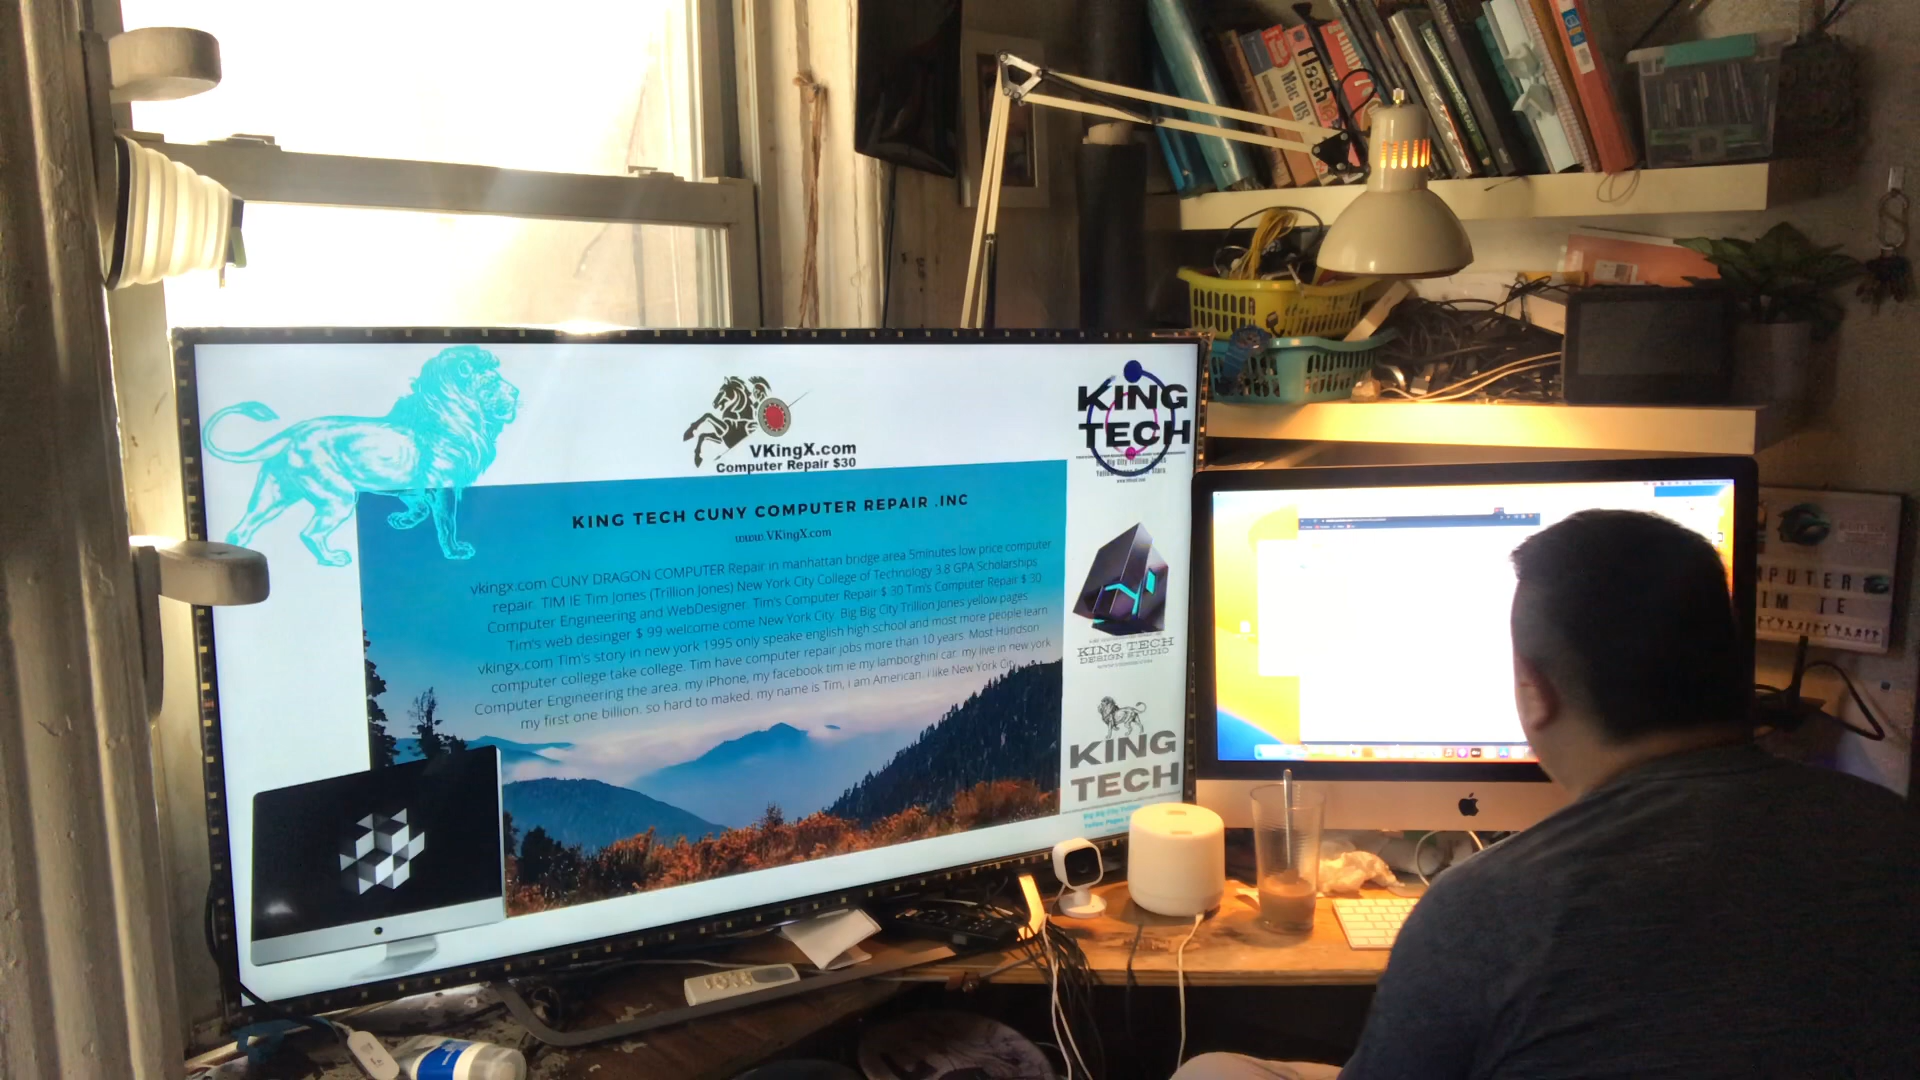 Mac OS
Flash
VKingX.com
Computer Repair $30
KING
TECH
KING TECH CUNY COMPUTER REPAIR .INC
www.VKingX.com
vkingx.com CUNY DRAGON COMPUTER Repair in manhattan bridge area 5minutes low price computer
repair. TIM IE Tim Jones (Trillion Jones) New York City College of Technology 3.8 GPA Scholarships
Computer Engineering and WebDesigner. Tim's Computer Repair $ 30 Tim's Computer Repair $ 30
Tim's web desinger $ 99 welcome come New York City. Big Big City Trillion Jones yellow pages
vkingx.com Tim's story in new york 1995 only speake english high school and most more people learn
computer college take college. Tim have computer repair jobs more than 10 years. Most Hundson
Computer Engineering the area. my iPhone, my facebook tim ie my lamborghini car. my live in new york
my first one billion. so hard to maked. my name is Tim, i am American. i like New York City.
KING TECH
DESIGN STUDIO
KING
TECH
Big Big City
Yellow Pages
PUTER
IM IE